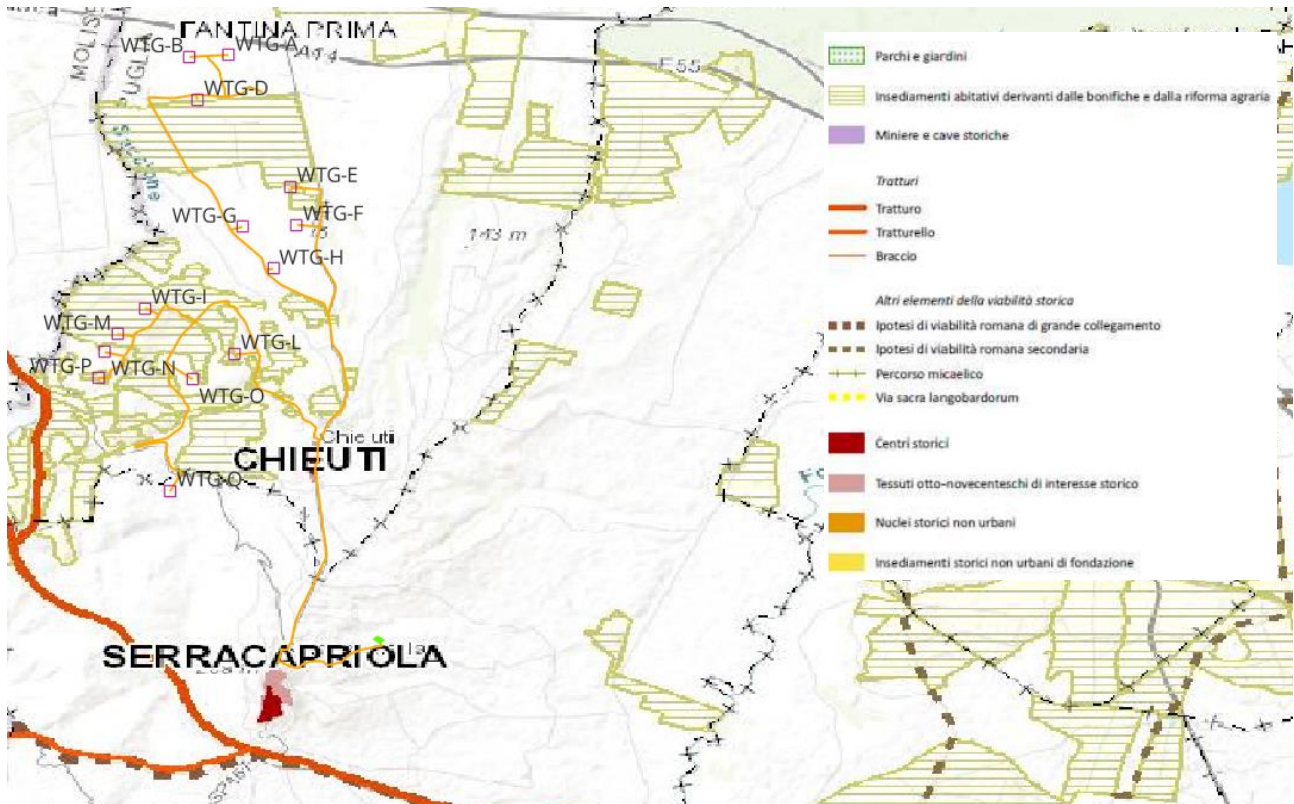 FANTINA PRIMA
WTG-B
WTG-A
A14
E55
MOLISE
PUGLIA
WTG-D
WTG-E
WTG-F
WTG-G
143 m
WTG-H
WTG-I
WTG-M
WTG-L
WTG-P
WTG-N
WTG-O
Chieuti
CHIEUTI
WTG-Q
SERRACAPRIOLA
Parchi e giardini
Insediamenti abitativi derivanti dalle bonifiche e dalla riforma agraria
Miniere e cave storiche
Tratturi
Tratturo
Tratturello
Braccio
Altri elementi della viabilità storica
Ipotesi di viabilità romana di grande collegamento
Ipotesi di viabilità romana secondaria
Percorso micaelico
Via sacra langobardorum
Centri storici
Tessuti otto-novecenteschi di interesse storico
Nuclei storici non urbani
Insediamenti storici non urbani di fondazione